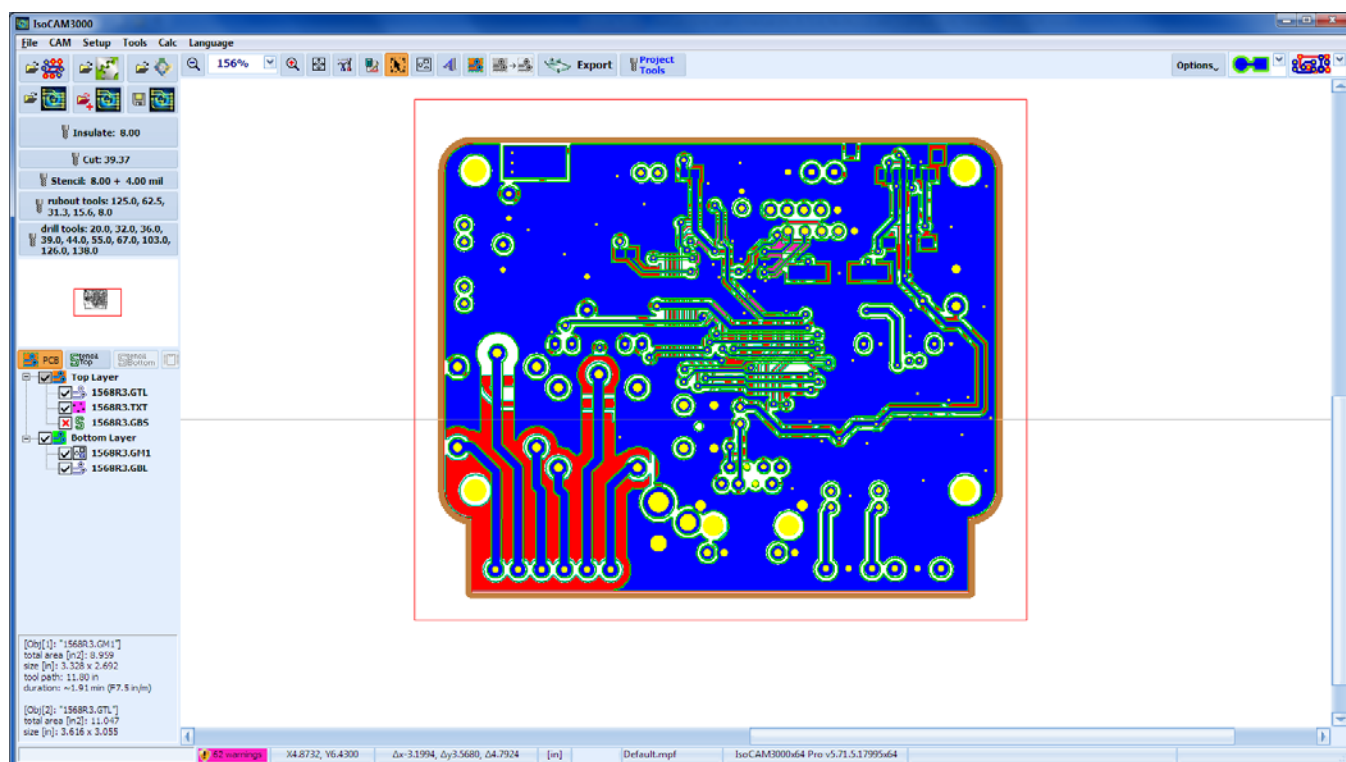 IsoCAM3000
File CAM Setup Tools Calc Language
156%
Export
Project
Tools
Options
Insulate: 8.00
Cut: 39.37
Stencil: 8.00 + 4.00 mil
rubout tools: 125.0, 62.5,
31.3, 15.6, 8.0
drill tools: 20.0, 32.0, 36.0,
39.0, 44.0, 55.0, 67.0, 103.0,
126.0, 138.0
PCB
Top
Bottom
Top Layer
1568R3.GTL
1568R3.TXT
1568R3.GBS
Bottom Layer
1568R3.GM1
1568R3.GBL
[Obj[1]: "1568R3.GM1"]
total area [in2]: 8.959
size [in]: 3.328 x 2.692
tool path: 11.80 in
duration: ~1.91 min (F7.5 in/m)
[Obj[2]: "1568R3.GTL"]
total area [in2]: 11.047
size [in]: 3.616 x 3.055
62 warnings
X4.8732, Y6.4300
Δx-3.1994, Δy3.5680, Δ4.7924
[in]
Default.mpf
IsoCAM3000x64 Pro v5.71.5.17995x64